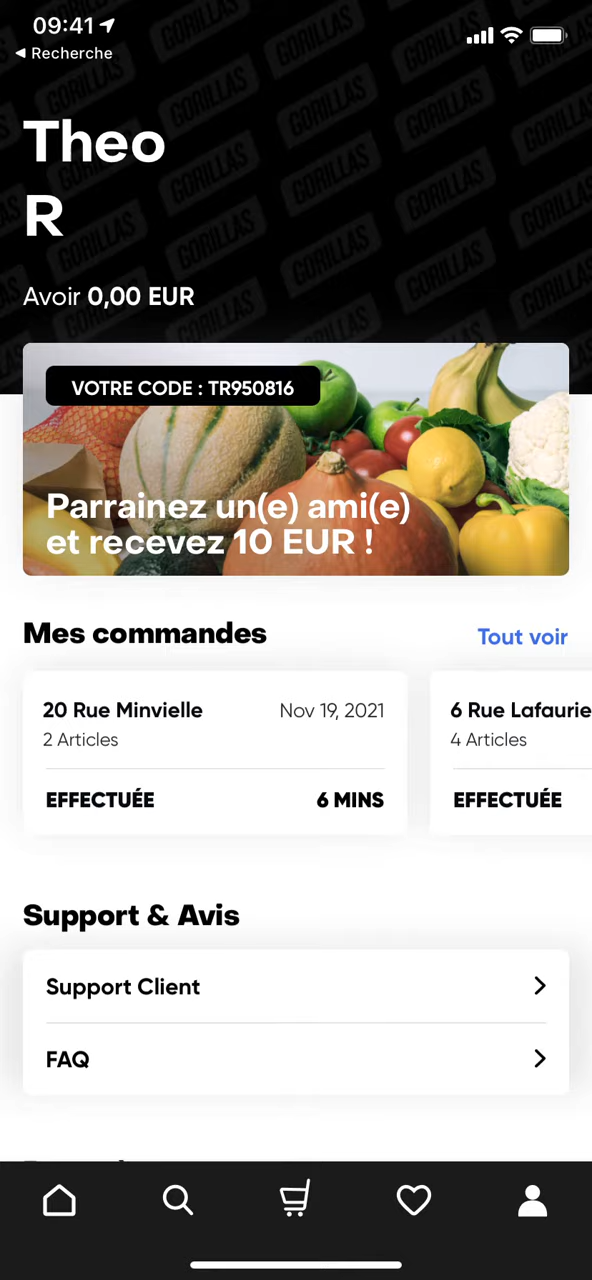 09:41
Recherche
GORILLAS
Theo
R
Avoir 0,00 EUR
VOTRE CODE : TR950816
Parrainez un(e) ami(e)
et recevez 10 EUR !
Mes commandes
Tout voir
20 Rue Minvielle
Nov 19, 2021
2 Articles
EFFECTUÉE
6 MINS
6 Rue Lafaurie
4 Articles
EFFECTUÉE
Support & Avis
Support Client
FAQ